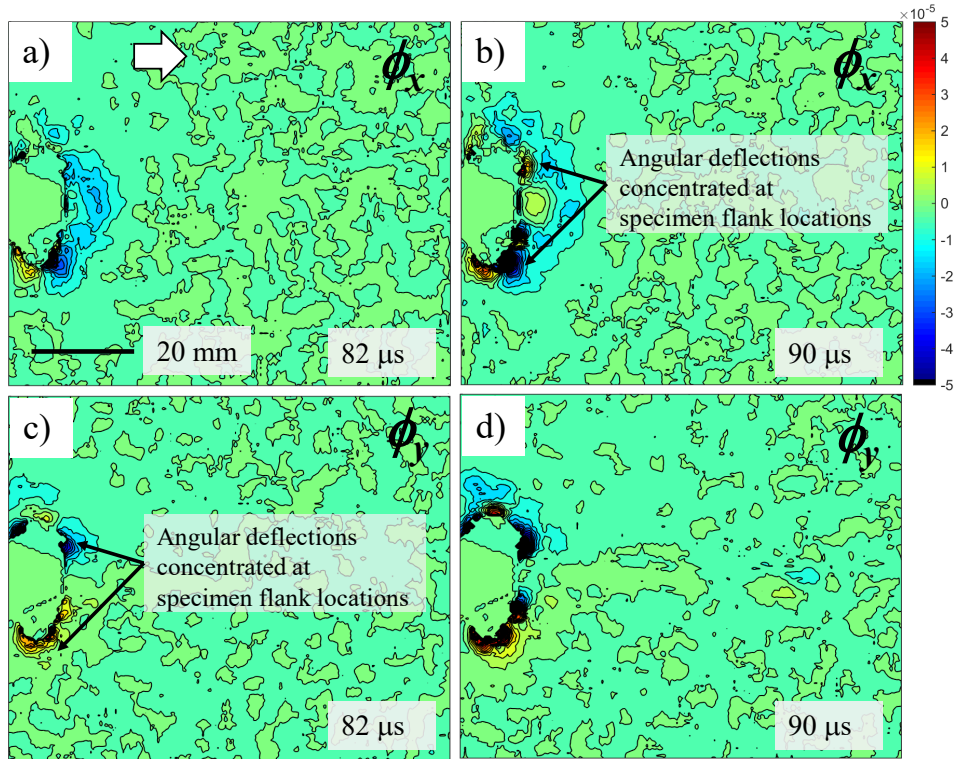 a)
ϕx
20 mm
82 μs
b)
ϕx
Angular deflections
concentrated at
specimen flank locations
90 μs
×10-5
5
4
3
2
1
0
-1
-2
-3
-4
-5
c)
ϕy
Angular deflections
concentrated at
specimen flank locations
82 μs
d)
ϕy
90 μs